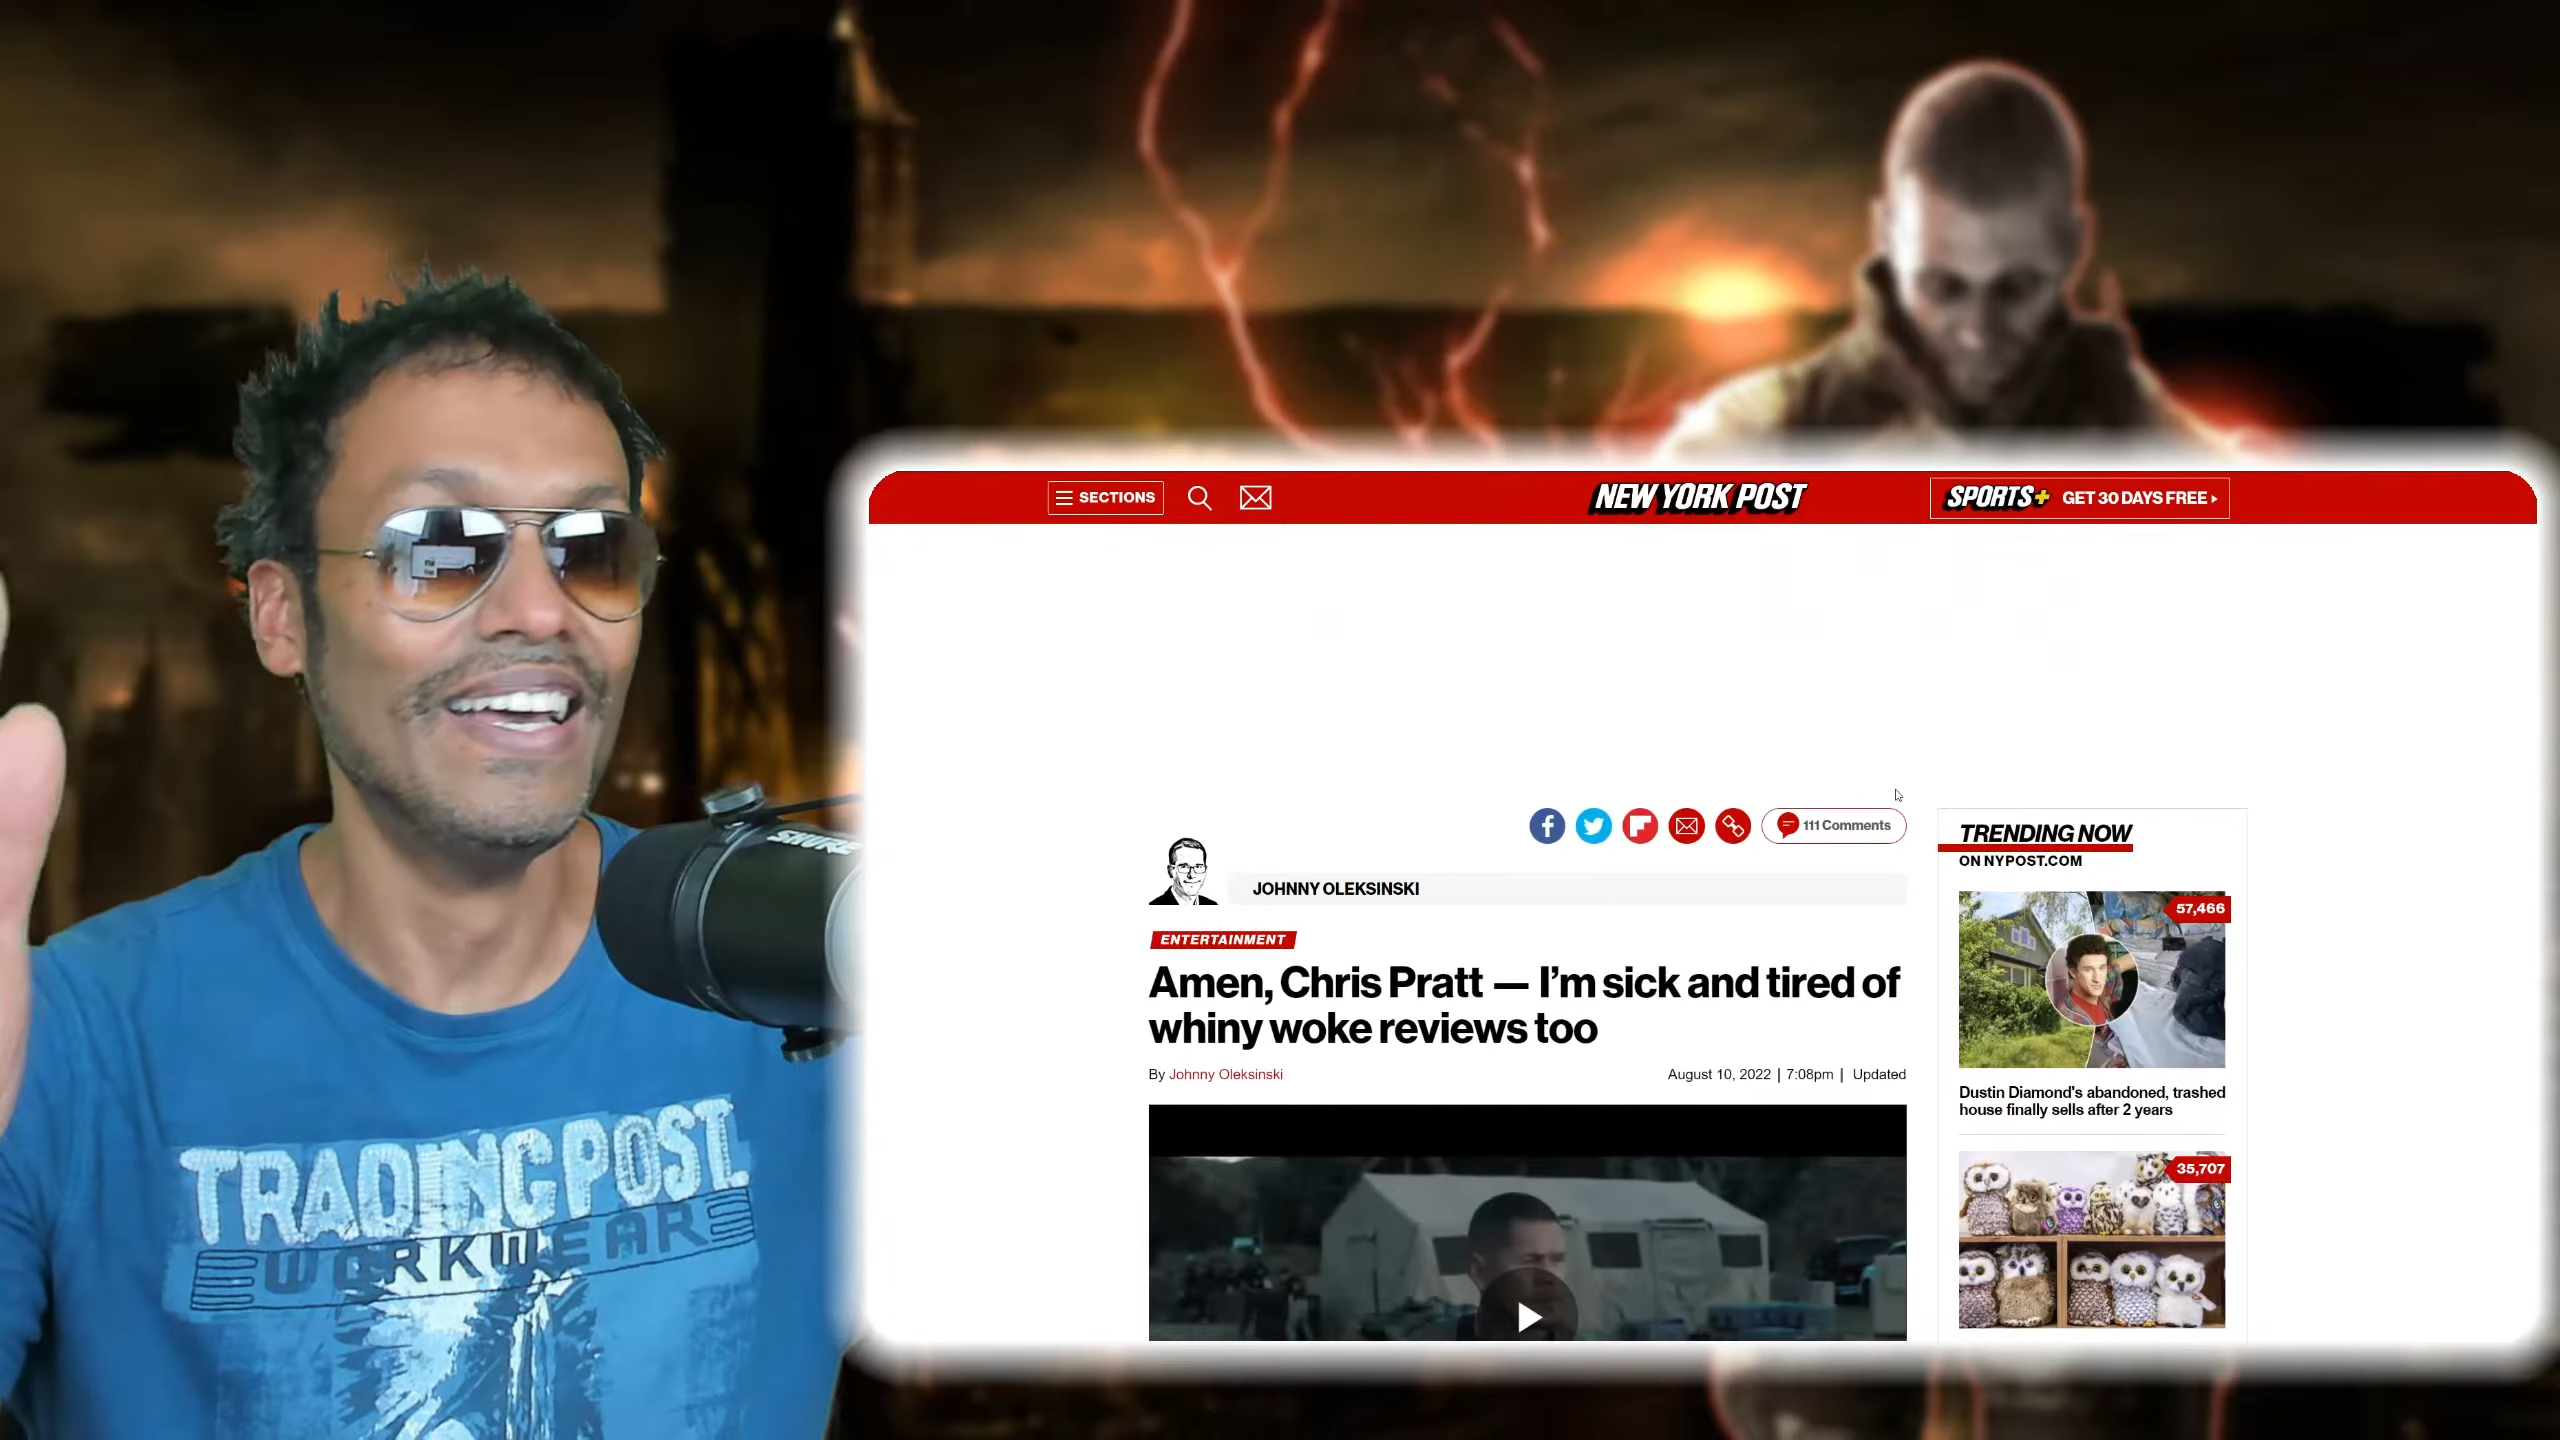 SECTIONS
NEW YORK POST
SPORTS+ GET 30 DAYS FREE
111 Comments
JOHNNY OLEKSINSKI
ENTERTAINMENT
Amen, Chris Pratt — I'm sick and tired of
whiny woke reviews too
By Johnny Oleksinski
August 10, 2022 | 7:08pm | Updated
TRENDING NOW
ON NYPOST.COM
57,466
Dustin Diamond's abandoned, trashed
house finally sells after 2 years
35,707
SHURE
TRADING POST
WORKWEAR